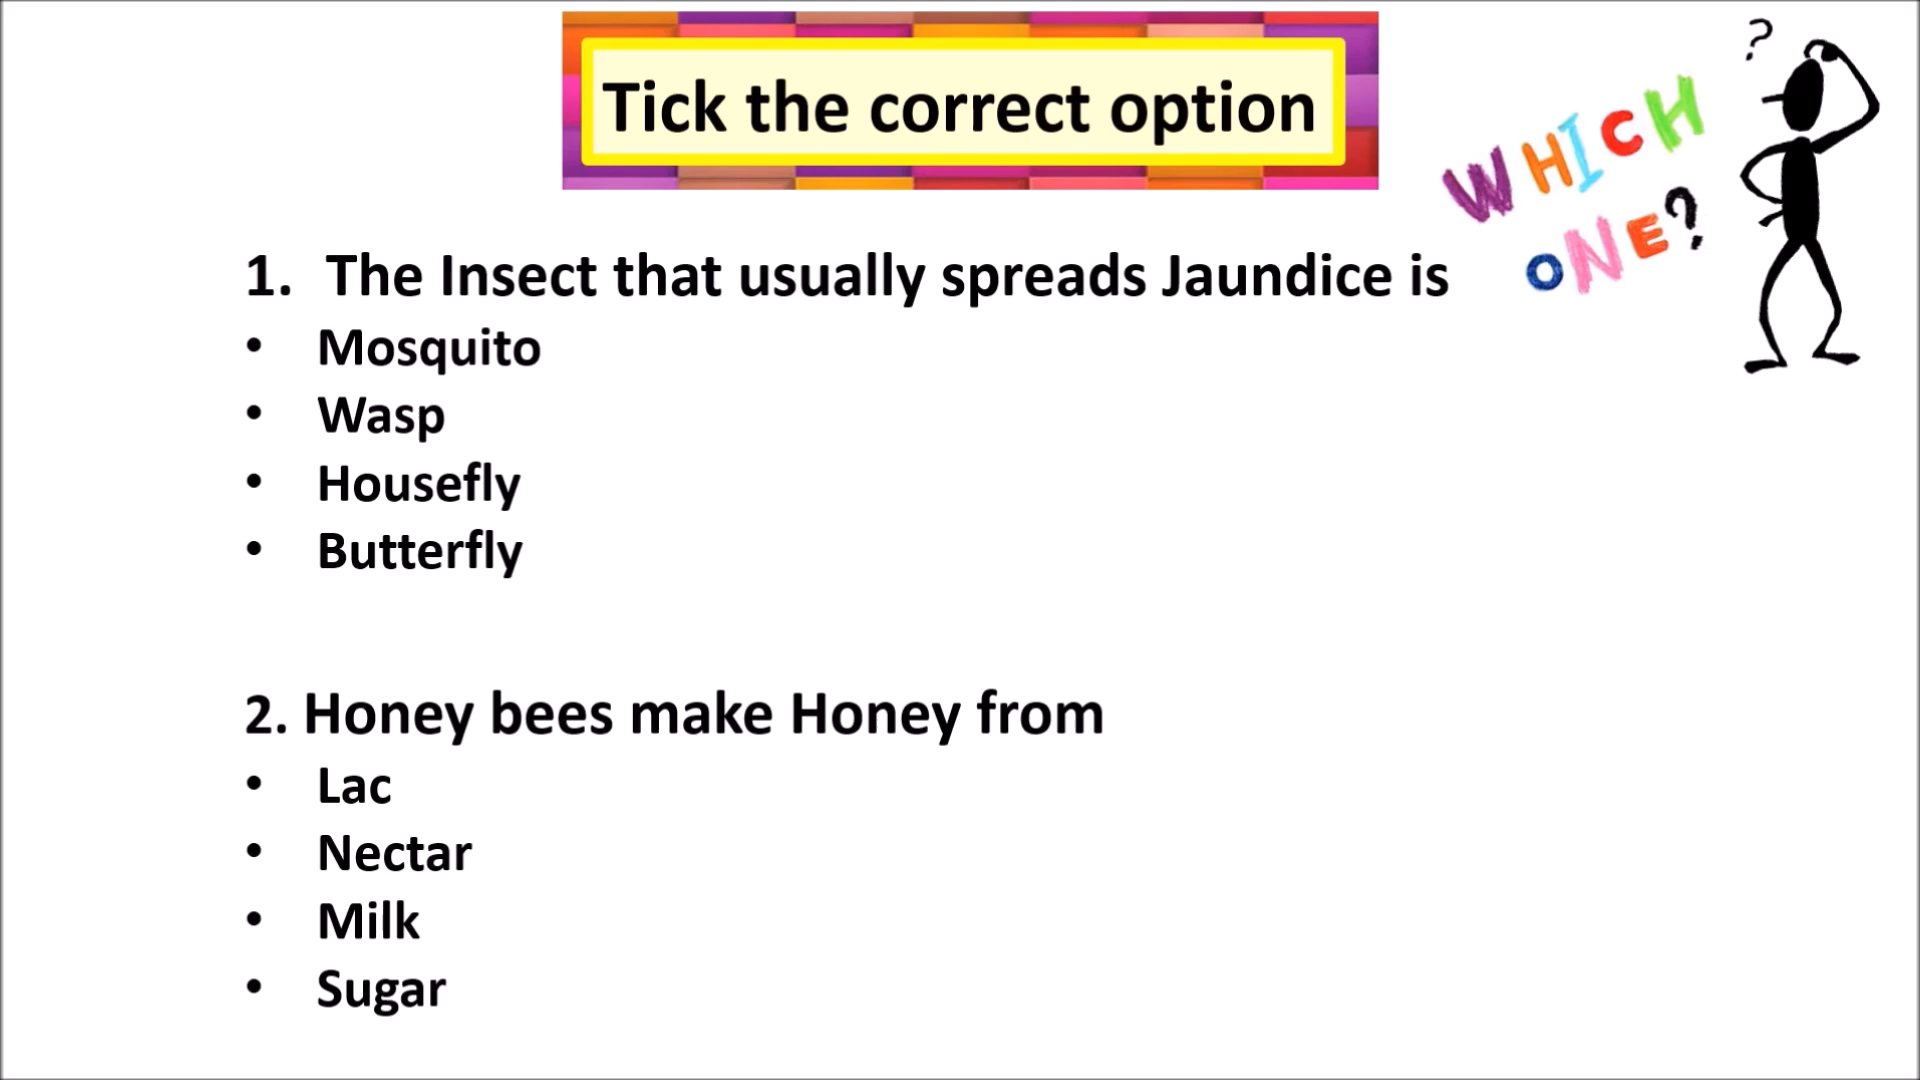 Tick the correct option
?
WHICH
ONE?
1. The Insect that usually spreads Jaundice is
• Mosquito
• Wasp
• Housefly
• Butterfly
2. Honey bees make Honey from
• Lac
• Nectar
• Milk
• Sugar